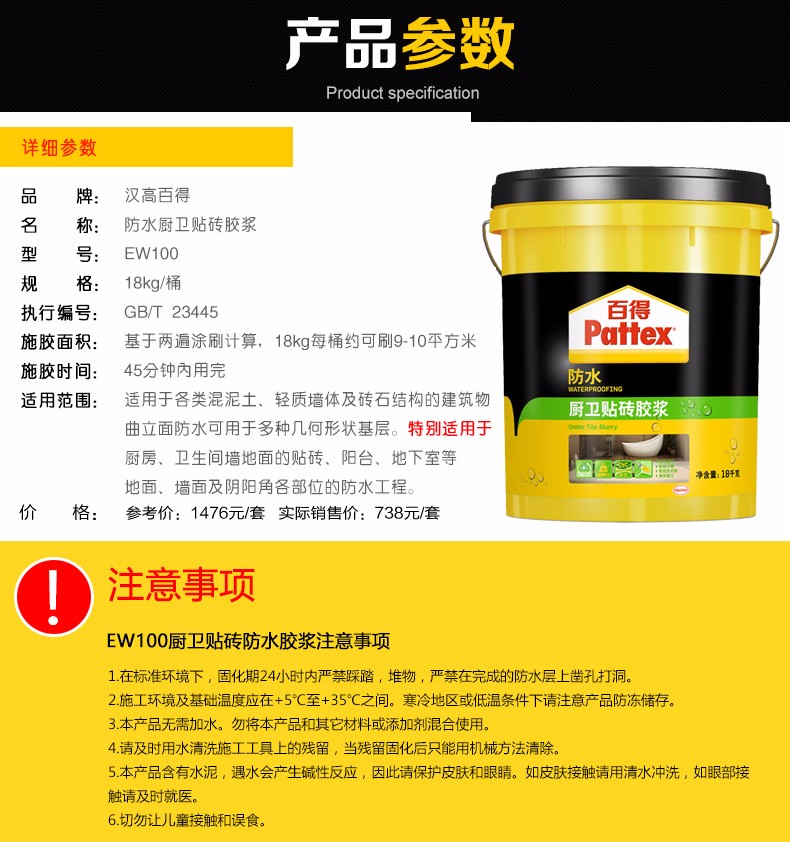 产品参数
Product specification
详细参数
品 牌： 汉高百得
名 称： 防水厨卫贴砖胶浆
型 号： EW100
规 格： 18kg/桶
执行编号： GB/T 23445
施胶面积： 基于两遍涂刷计算，18kg每桶约可刷9-10平方米
施胶时间： 45分钟内用完
适用范围： 适用于各类混泥土、轻质墙体及砖石结构的建筑物
曲立面防水可用于多种几何形状基层。特别适用于
厨房、卫生间墙地面的贴砖、阳台、地下室等
地面、墙面及阴阳角各部位的防水工程。
价 格： 参考价：1476元/套 实际销售价：738元/套
百得
Pattex
防水
WATERPROOFING
厨卫贴砖胶浆
Under Tile Slurry
净含量：18千克
注意事项
EW100厨卫贴砖防水胶浆注意事项
1.在标准环境下，固化期24小时内严禁踩踏，堆物，严禁在完成的防水层上凿孔打洞。
2.施工环境及基础温度应在+5℃至+35℃之间。寒冷地区或低温条件下请注意产品防冻储存。
3.本产品无需加水。勿将本产品和其它材料或添加剂混合使用。
4.请及时用水清洗施工工具上的残留，当残留固化后只能用机械方法清除。
5.本产品含有水泥，遇水会产生碱性反应，因此请保护皮肤和眼睛。如皮肤接触请用清水冲洗，如眼部接
触请及时就医。
6.切勿让儿童接触和误食。